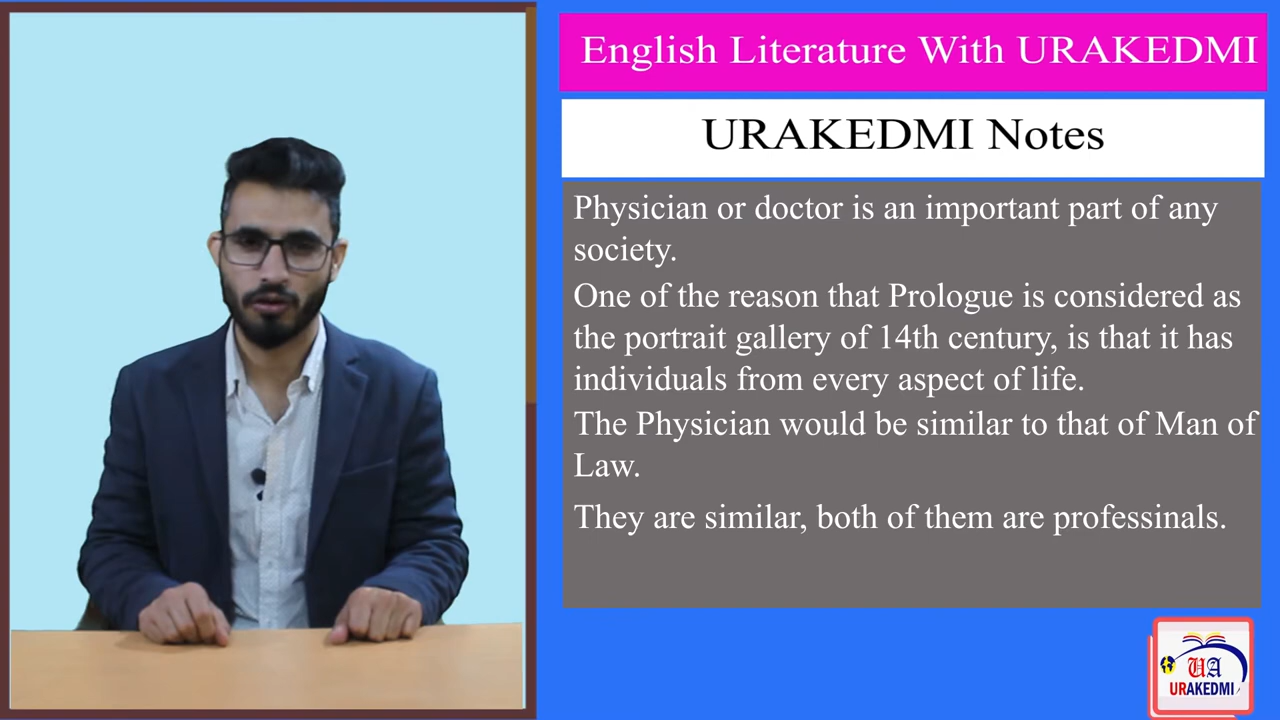 English Literature With URAKEDMI
URAKEDMI Notes
Physician or doctor is an important part of any
society.
One of the reason that Prologue is considered as
the portrait gallery of 14th century, is that it has
individuals from every aspect of life.
The Physician would be similar to that of Man of
Law.
They are similar, both of them are professinals.
UA
URAKEDMI